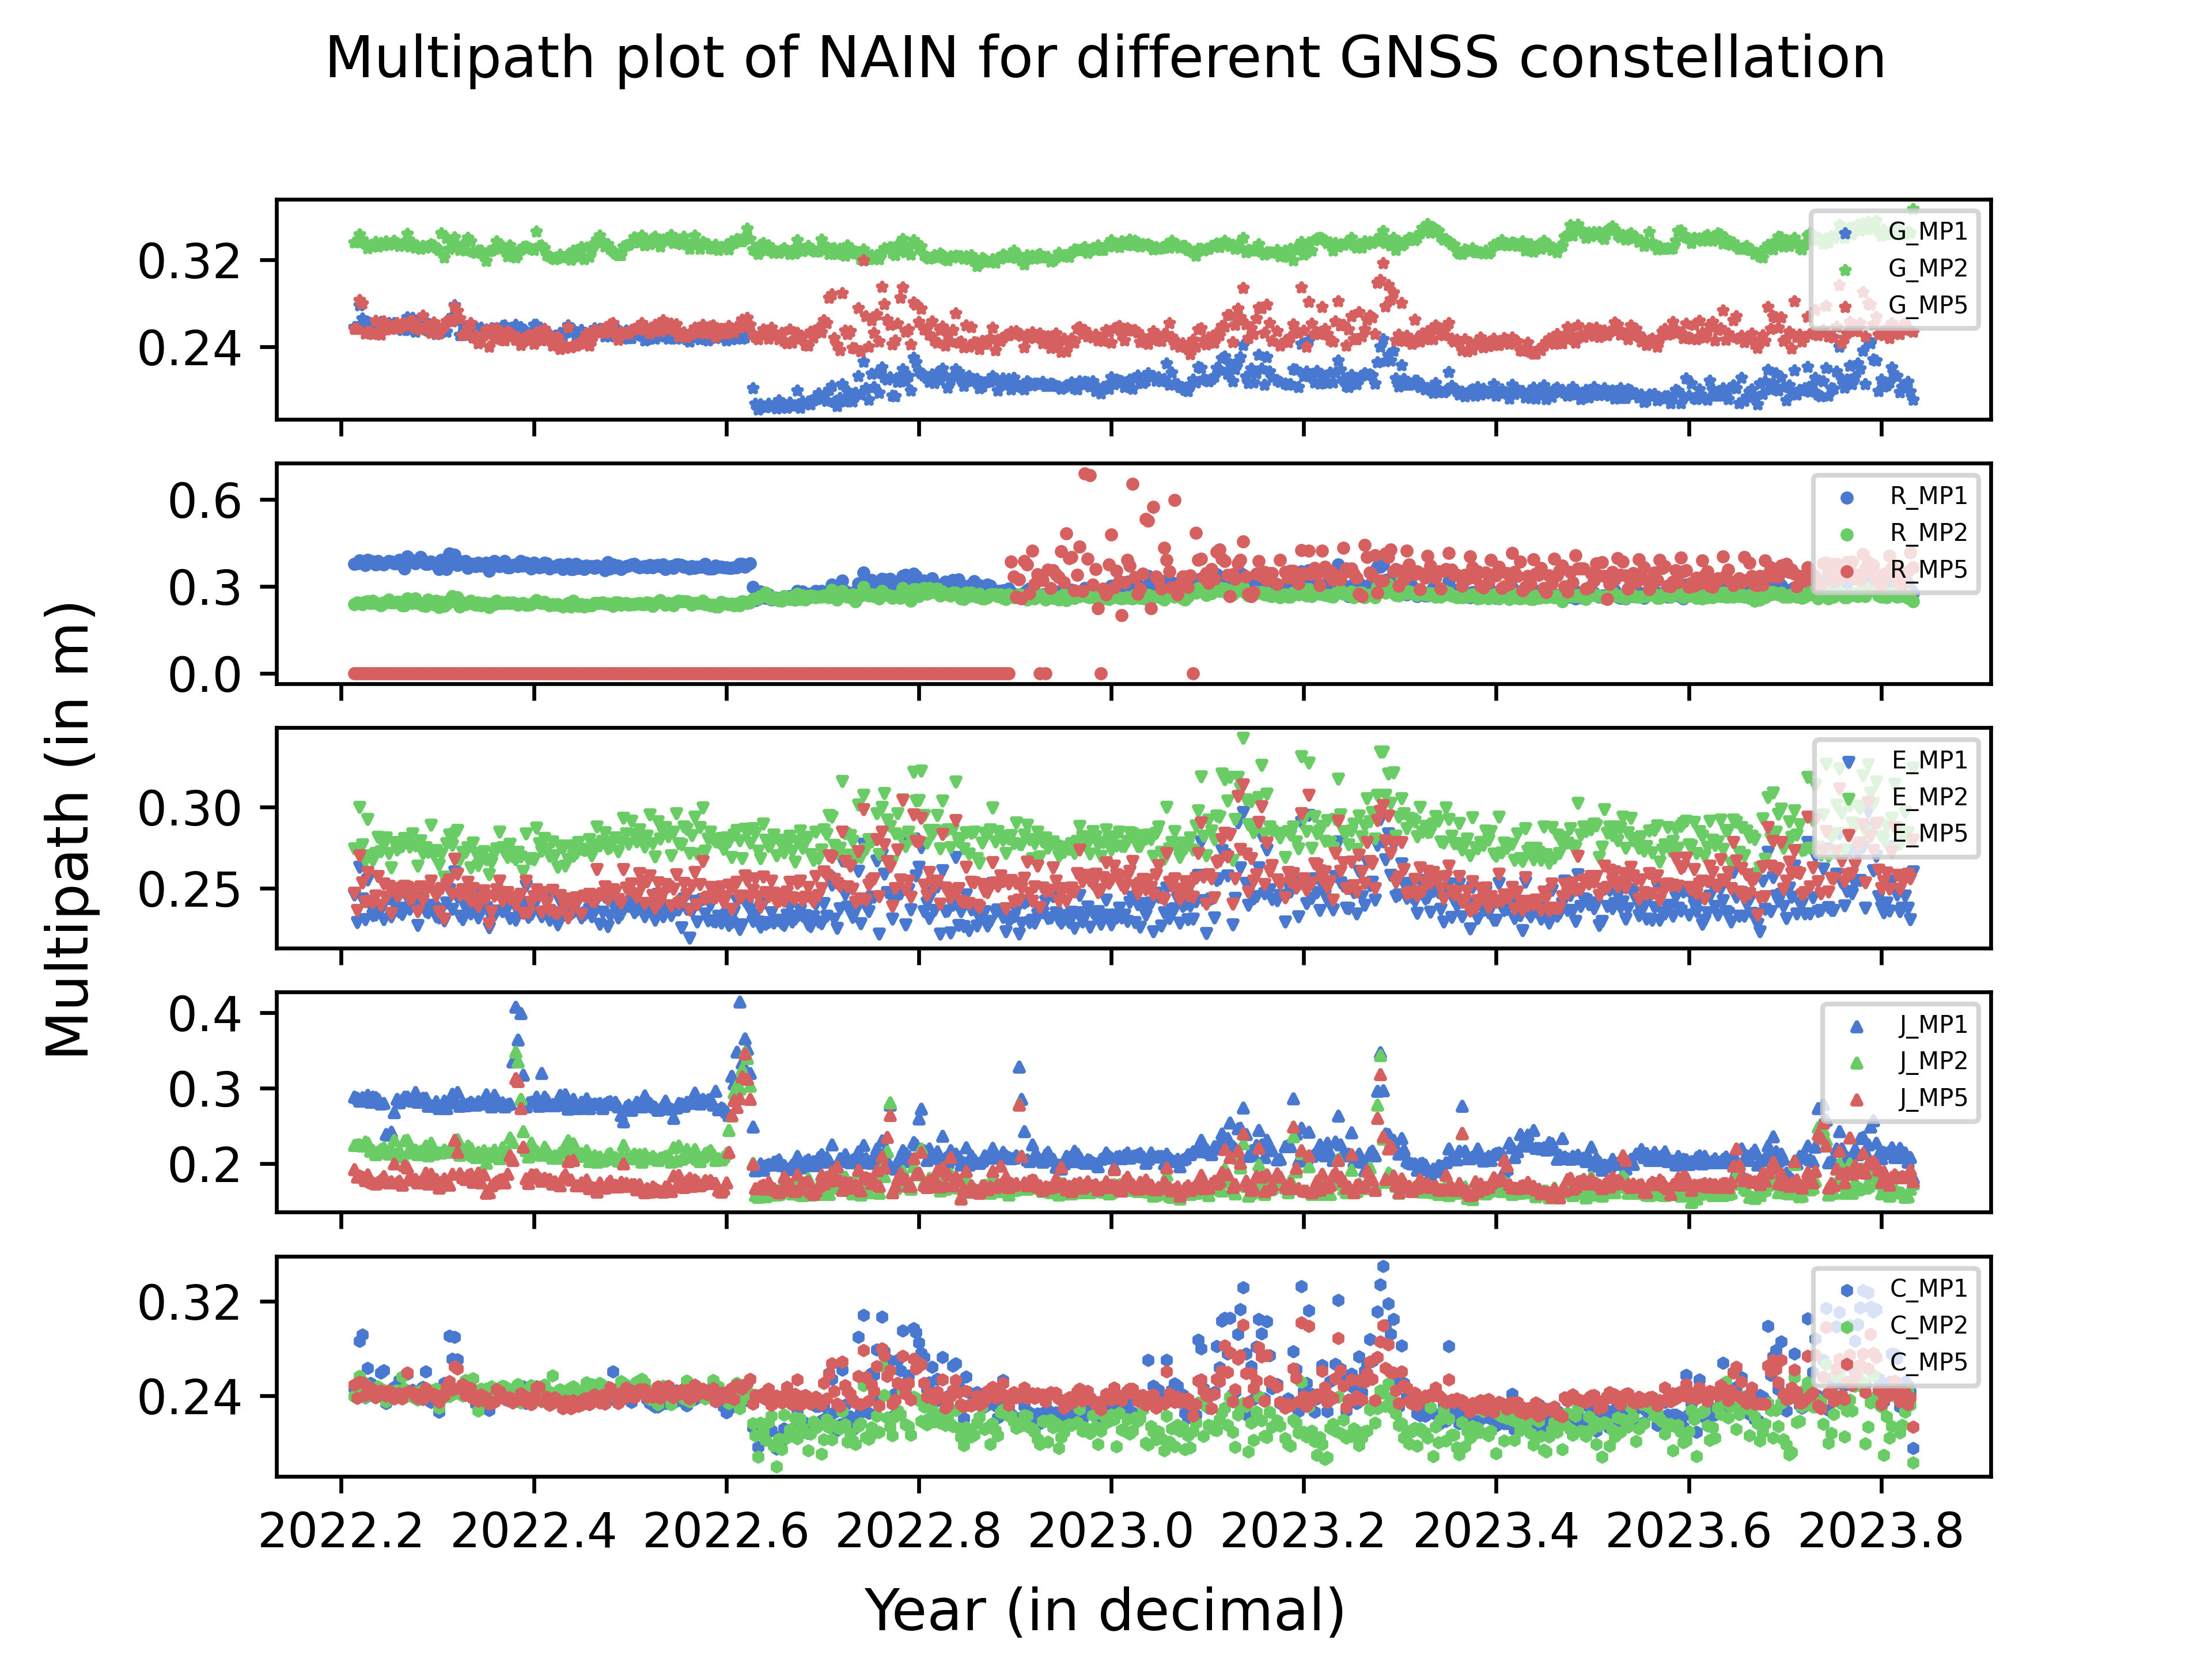 Multipath plot of NAIN for different GNSS constellation
Multipath (in m)
0.32
0.24
G_MP1
G_MP2
G_MP5
0.6
0.3
0.0
R_MP1
R_MP2
R_MP5
0.30
0.25
E_MP1
E_MP2
E_MP5
0.4
0.3
0.2
J_MP1
J_MP2
J_MP5
0.32
0.24
C_MP1
C_MP2
C_MP5
2022.2 2022.4 2022.6 2022.8 2023.0 2023.2 2023.4 2023.6 2023.8
Year (in decimal)